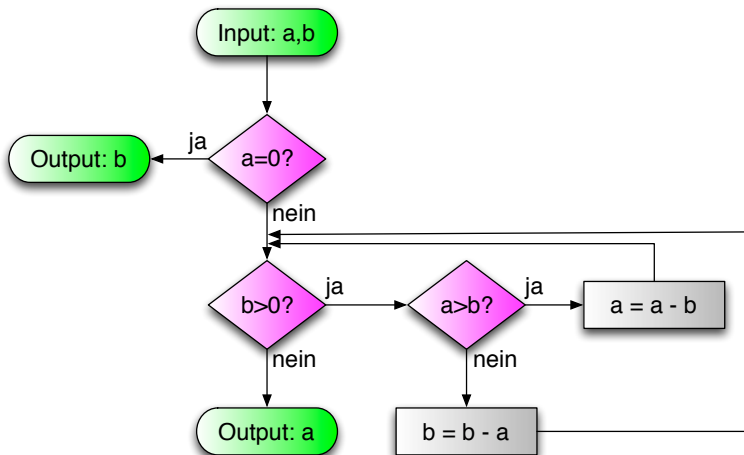 Input: a,b
ja
Output: b
a=0?
nein
b>0?
ja
a>b?
ja
a = a - b
nein
nein
Output: a
b = b - a